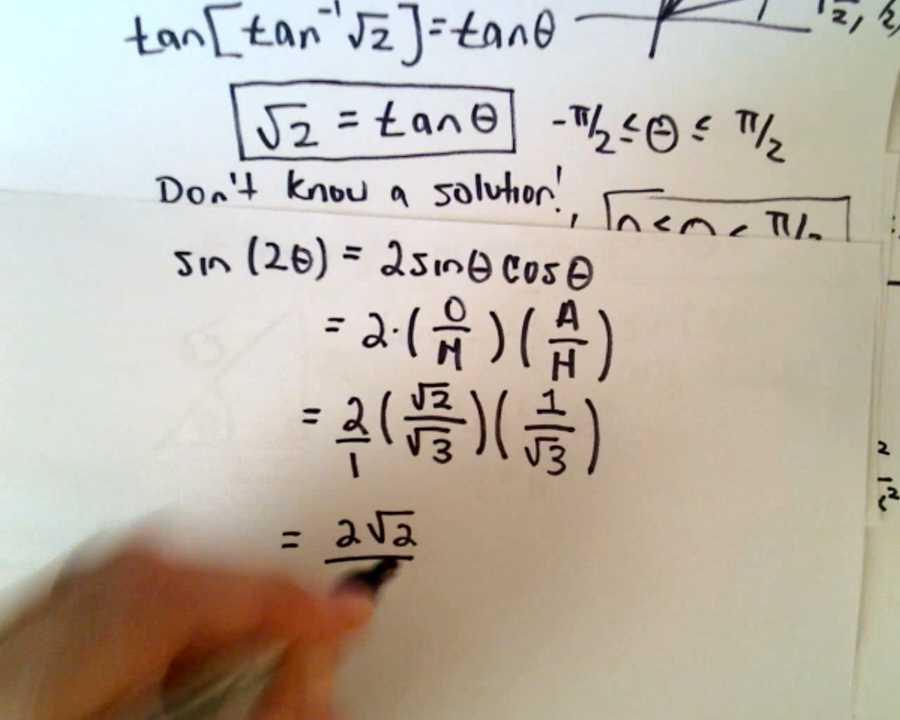 tan[tan⁻¹√2]=tanθ
√2 = tanθ -π/2 ≤ θ ≤ π/2
Don't know a solution!,
sin (2θ) = 2sinθcosθ
= 2·(O/H)(A/H)
= 2/1(√2/√3)(1/√3)
= 2√2